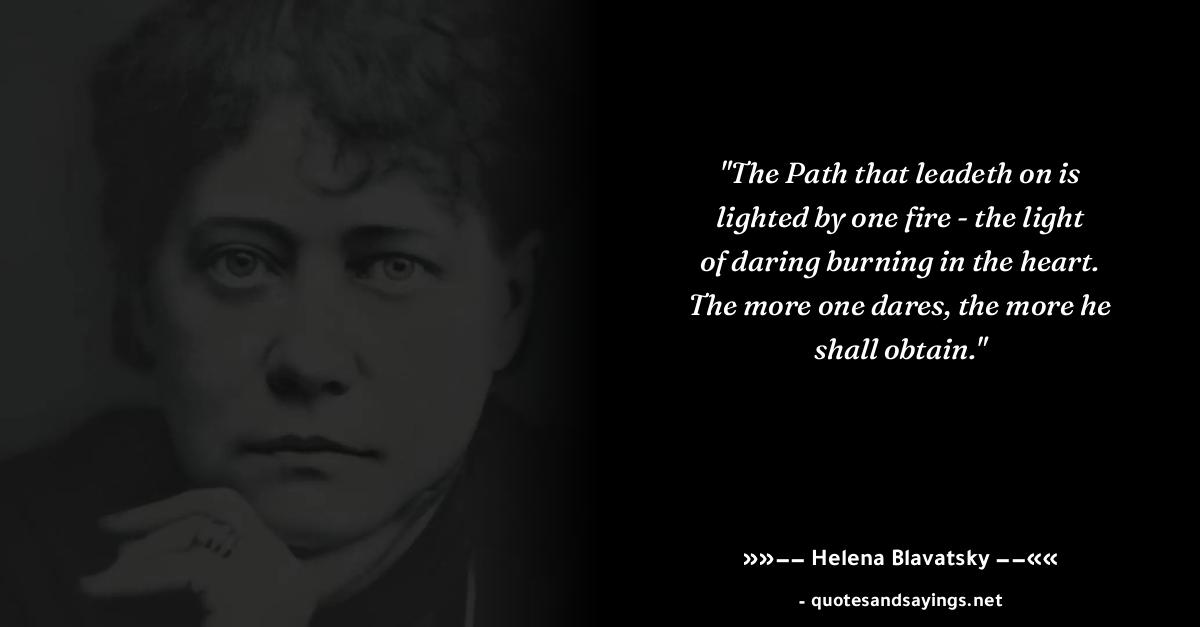 "The Path that leadeth on is
lighted by one fire - the light
of daring burning in the heart.
The more one dares, the more he
shall obtain."
»»−− Helena Blavatsky −−««
- quotesandsayings.net